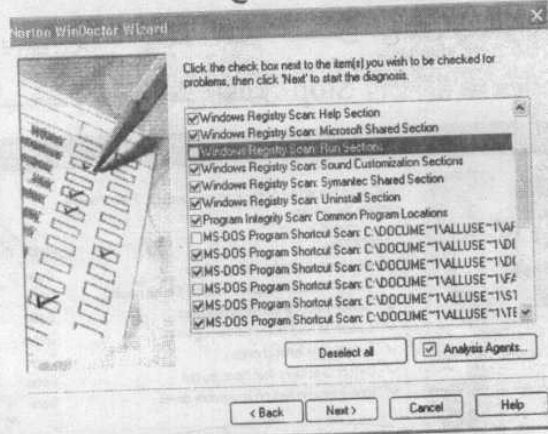 Norton WinDoctor Wizard
Click the check box next to the item(s) you wish to be checked for
problems, then click 'Next' to start the diagnosis.
Windows Registry Scan: Help Section
Windows Registry Scan: Microsoft Shared Section
Windows Registry Scan: Run Sections
Windows Registry Scan: Sound Customization Sections
Windows Registry Scan: Symantec Shared Section
Windows Registry Scan: Uninstall Section
Program Integrity Scan: Common Program Locations
MS-DOS Program Shortcut Scan: C:\DOCUME~1\ALLUSE~1\AF
MS-DOS Program Shortcut Scan: C:\DOCUME~1\ALLUSE~1\DE
MS-DOS Program Shortcut Scan: C:\DOCUME~1\ALLUSE~1\D(
MS-DOS Program Shortcut Scan: C:\DOCUME~1\ALLUSE~1\FA
MS-DOS Program Shortcut Scan: C:\DOCUME~1\ALLUSE~1\ST
MS-DOS Program Shortcut Scan: C:\DOCUME~1\ALLUSE~1\TE
Deselect all
Analysis Agents...
< Back
Next >
Cancel
Help